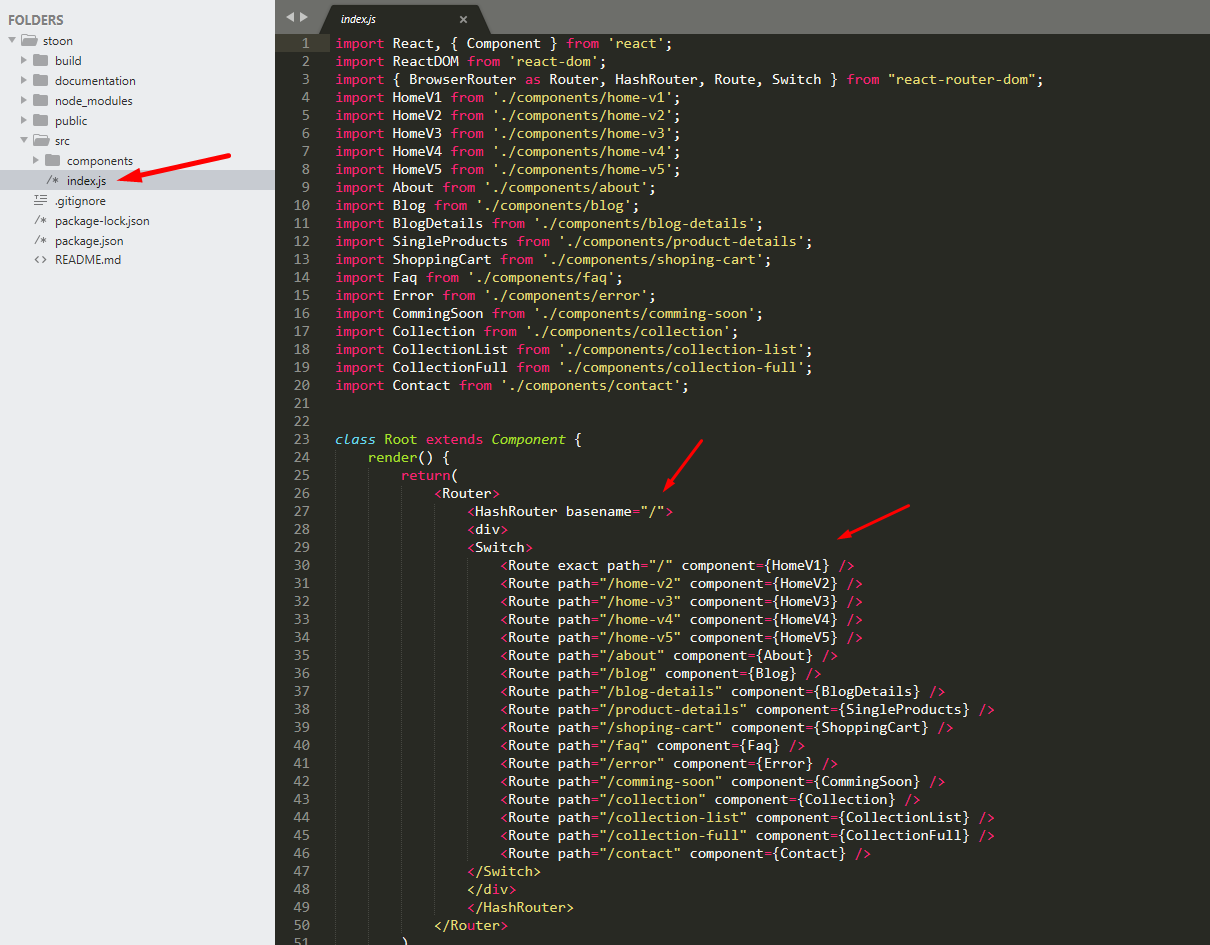 FOLDERS
stoon
build
documentation
node_modules
public
src
components
index.js
.gitignore
package-lock.json
package.json
README.md
index.js ×
1 import React, { Component } from 'react';
2 import ReactDOM from 'react-dom';
3 import { BrowserRouter as Router, HashRouter, Route, Switch } from "react-router-dom";
4 import HomeV1 from './components/home-v1';
5 import HomeV2 from './components/home-v2';
6 import HomeV3 from './components/home-v3';
7 import HomeV4 from './components/home-v4';
8 import HomeV5 from './components/home-v5';
9 import About from './components/about';
10 import Blog from './components/blog';
11 import BlogDetails from './components/blog-details';
12 import SingleProducts from './components/product-details';
13 import ShoppingCart from './components/shoping-cart';
14 import Faq from './components/faq';
15 import Error from './components/error';
16 import CommingSoon from './components/comming-soon';
17 import Collection from './components/collection';
18 import CollectionList from './components/collection-list';
19 import CollectionFull from './components/collection-full';
20 import Contact from './components/contact';
21
22
23 class Root extends Component {
24 render() {
25 return(
26 <Router>
27 <HashRouter basename="/">
28 <div>
29 <Switch>
30 <Route exact path="/" component={HomeV1} />
31 <Route path="/home-v2" component={HomeV2} />
32 <Route path="/home-v3" component={HomeV3} />
33 <Route path="/home-v4" component={HomeV4} />
34 <Route path="/home-v5" component={HomeV5} />
35 <Route path="/about" component={About} />
36 <Route path="/blog" component={Blog} />
37 <Route path="/blog-details" component={BlogDetails} />
38 <Route path="/product-details" component={SingleProducts} />
39 <Route path="/shoping-cart" component={ShoppingCart} />
40 <Route path="/faq" component={Faq} />
41 <Route path="/error" component={Error} />
42 <Route path="/comming-soon" component={CommingSoon} />
43 <Route path="/collection" component={Collection} />
44 <Route path="/collection-list" component={CollectionList} />
45 <Route path="/collection-full" component={CollectionFull} />
46 <Route path="/contact" component={Contact} />
47 </Switch>
48 </div>
49 </HashRouter>
50 </Router>
51 )